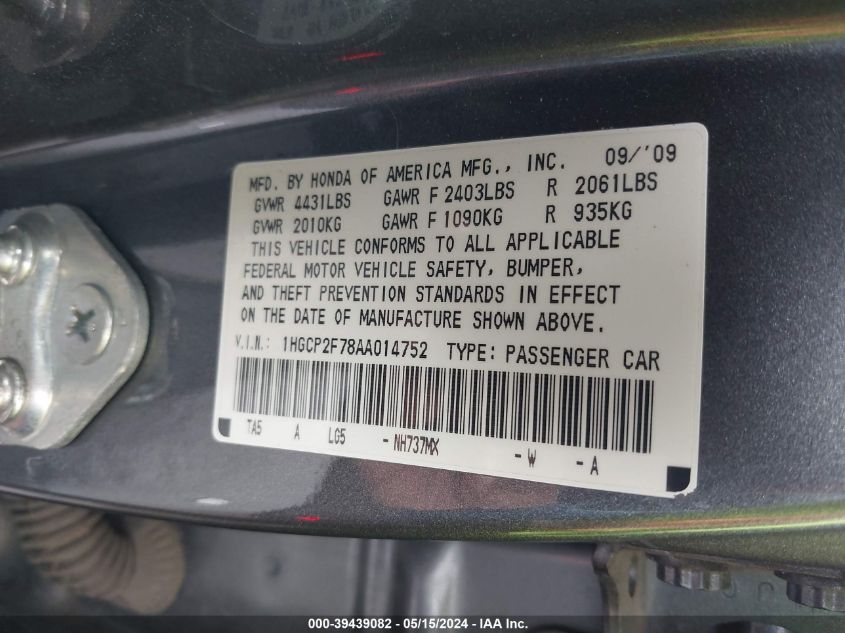 MFD. BY HONDA OF AMERICA MFG., INC. 09/'09
GVWR 4431LBS GAWR F 2403LBS R 2061LBS
GVWR 2010KG GAWR F 1090KG R 935KG
THIS VEHICLE CONFORMS TO ALL APPLICABLE
FEDERAL MOTOR VEHICLE SAFETY, BUMPER,
AND THEFT PREVENTION STANDARDS IN EFFECT
ON THE DATE OF MANUFACTURE SHOWN ABOVE.
V.I.N.: 1HGCP2F78AA014752 TYPE: PASSENGER CAR
TA5 A LG5 -NH737MX -W -A
000-39439082 - 05/15/2024 - IAA Inc.